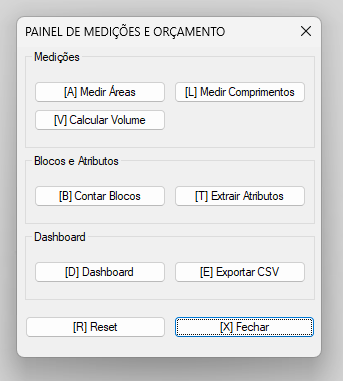 PAINEL DE MEDIÇÕES E ORÇAMENTO
Medições
[A] Medir Áreas
[L] Medir Comprimentos
[V] Calcular Volume
Blocos e Atributos
[B] Contar Blocos
[T] Extrair Atributos
Dashboard
[D] Dashboard
[E] Exportar CSV
[R] Reset
[X] Fechar